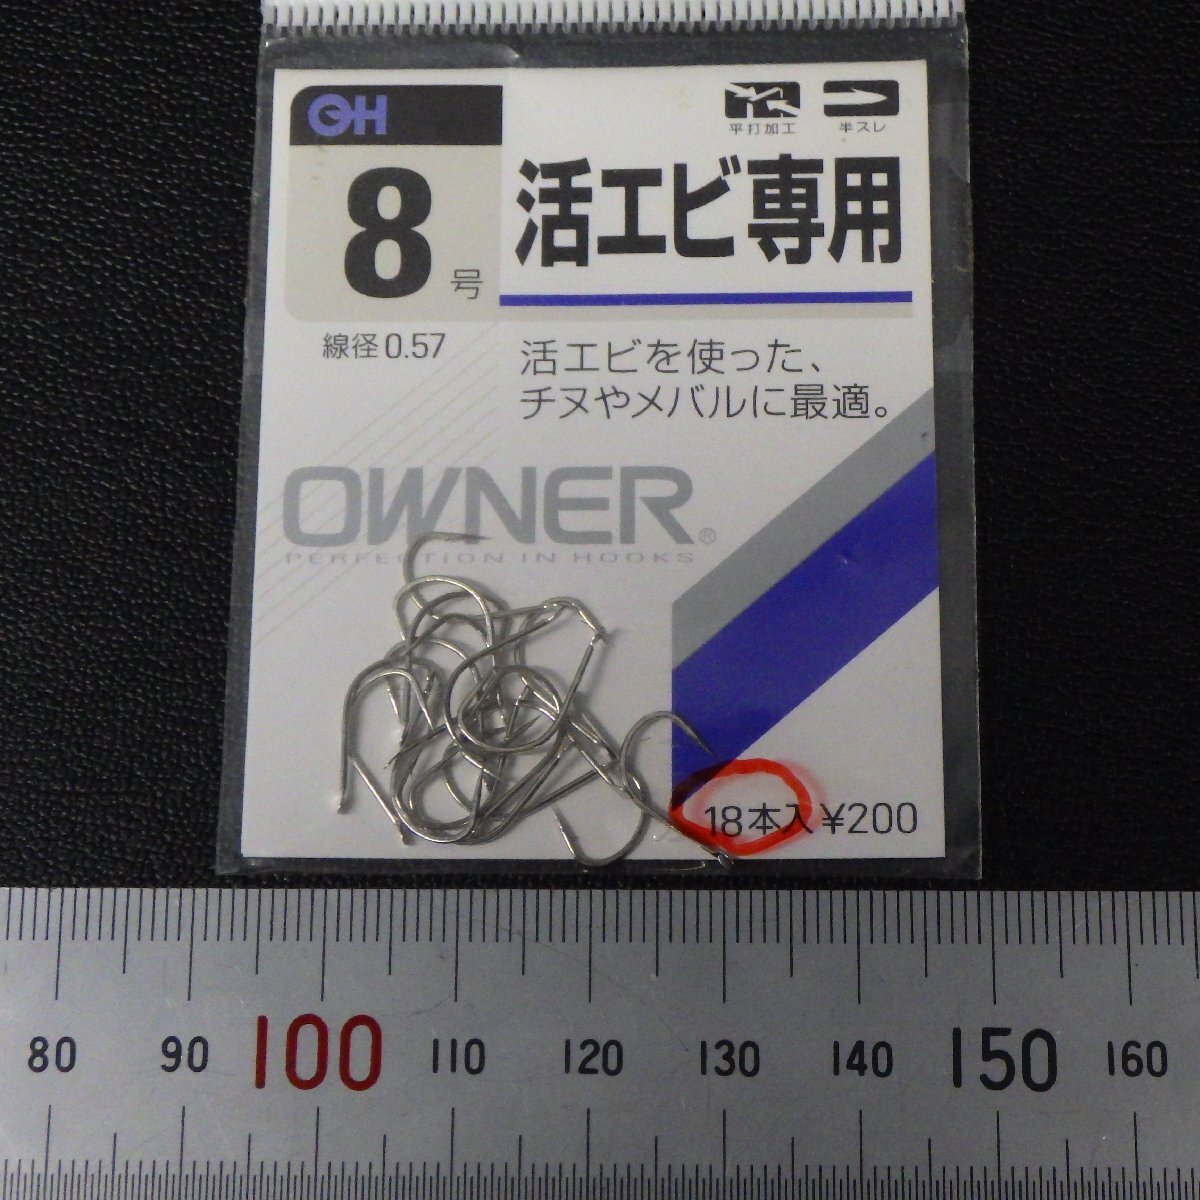 OH
平打加工
半スレ
8号
活エビ専用
線径0.57
活エビを使った、
チヌやメバルに最適。
OWNER®
PERFECTION IN HOOKS
18本入 ¥200
80 90 100 110 120 130 140 150 160